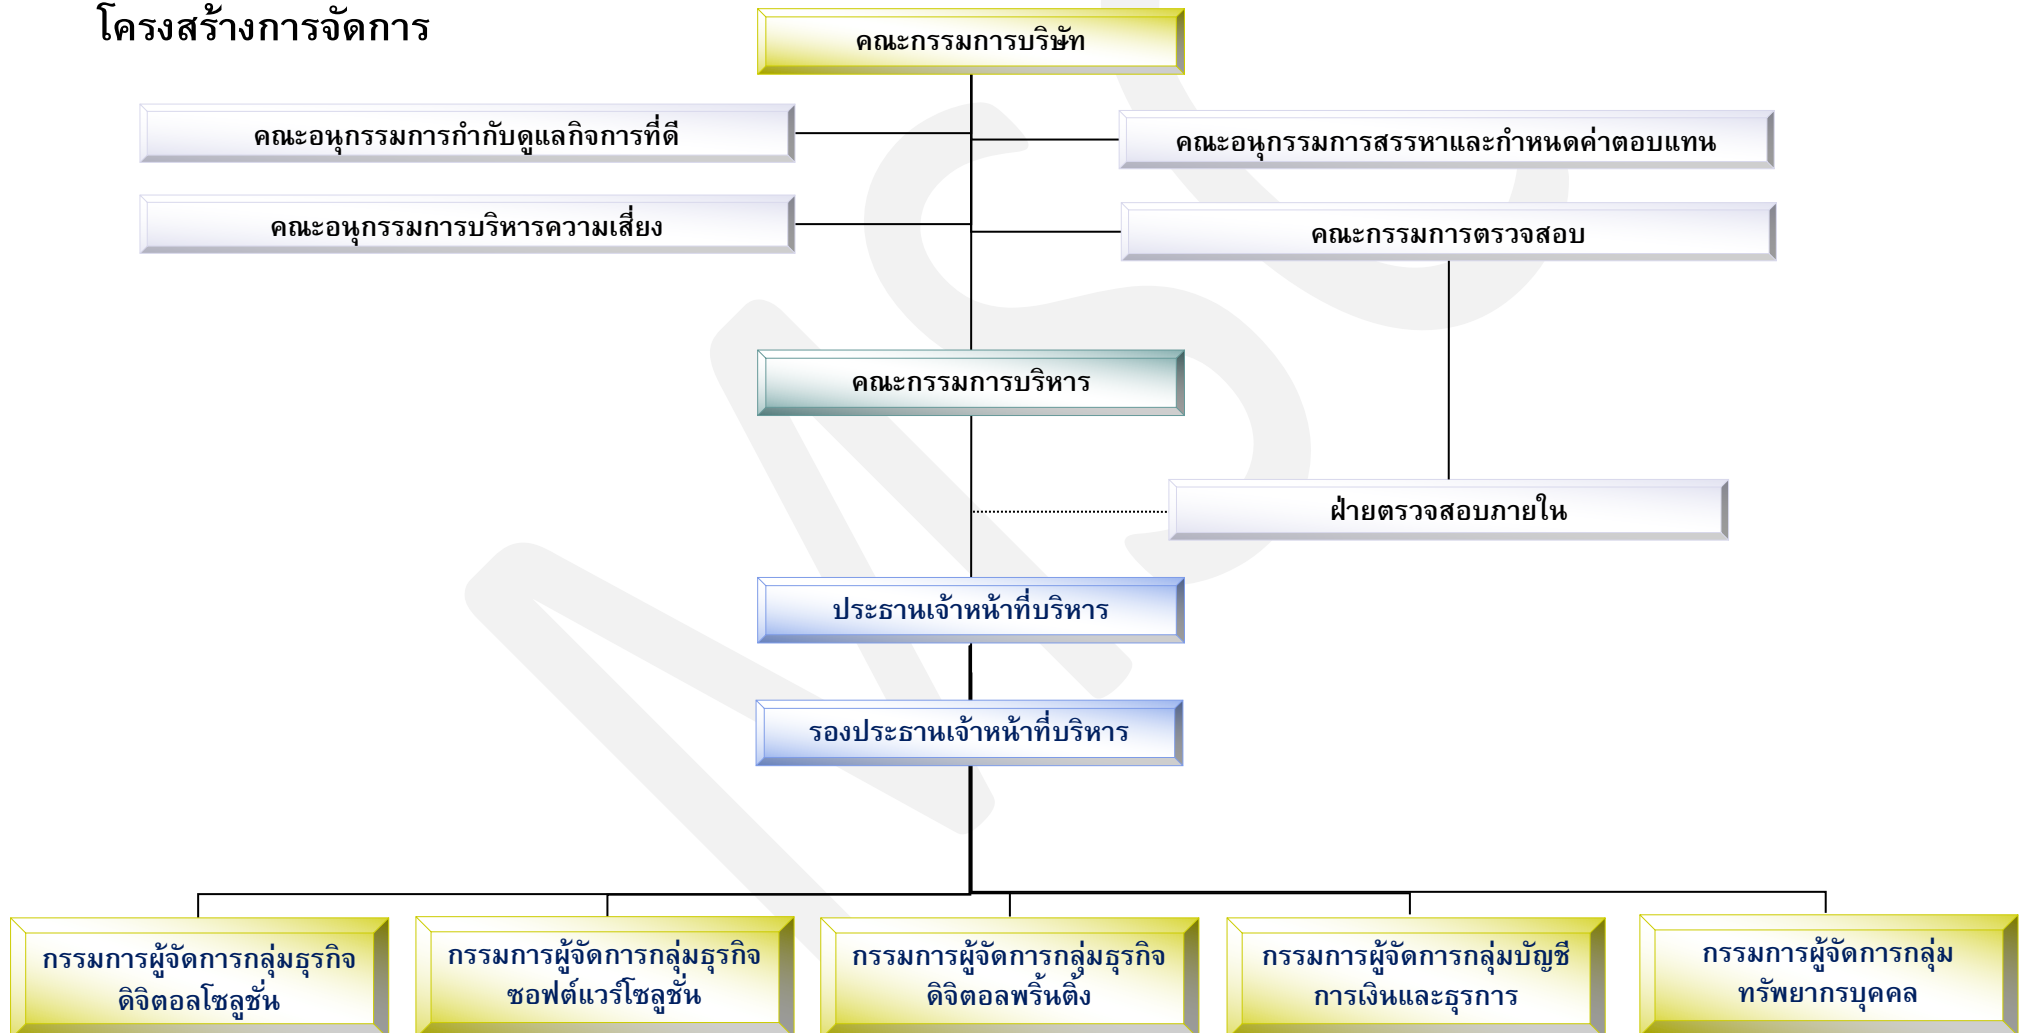 โครงสร้างการจัดการ
คณะกรรมการบริษัท
คณะอนุกรรมการกำกับดูแลกิจการที่ดี
คณะอนุกรรมการสรรหาและกำหนดค่าตอบแทน
คณะอนุกรรมการบริหารความเสี่ยง
คณะกรรมการตรวจสอบ
คณะกรรมการบริหาร
ฝ่ายตรวจสอบภายใน
ประธานเจ้าหน้าที่บริหาร
รองประธานเจ้าหน้าที่บริหาร
กรรมการผู้จัดการกลุ่มธุรกิจ
ดิจิตอลโซลูชั่น
กรรมการผู้จัดการกลุ่มธุรกิจ
ซอฟต์แวร์โซลูชั่น
กรรมการผู้จัดการกลุ่มธุรกิจ
ดิจิตอลพริ้นติ้ง
กรรมการผู้จัดการกลุ่มบัญชี
การเงินและธุรการ
กรรมการผู้จัดการกลุ่ม
ทรัพยากรบุคคล